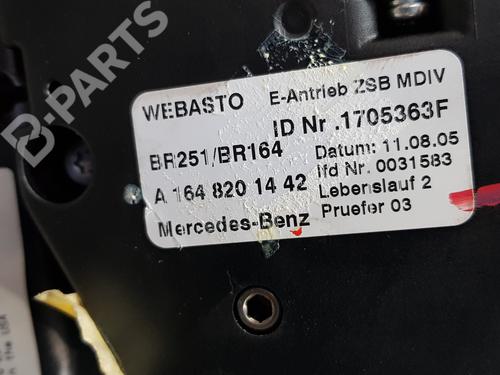 B-PARTS
WEBASTO E-Antrieb ZSB MDIV
ID Nr .1705363F
BR251/BR164 Datum: 11.08.05
lfd Nr. 0031583
A 164 820 14 42 Lebenslauf 2
Mercedes-Benz Pruefer 03